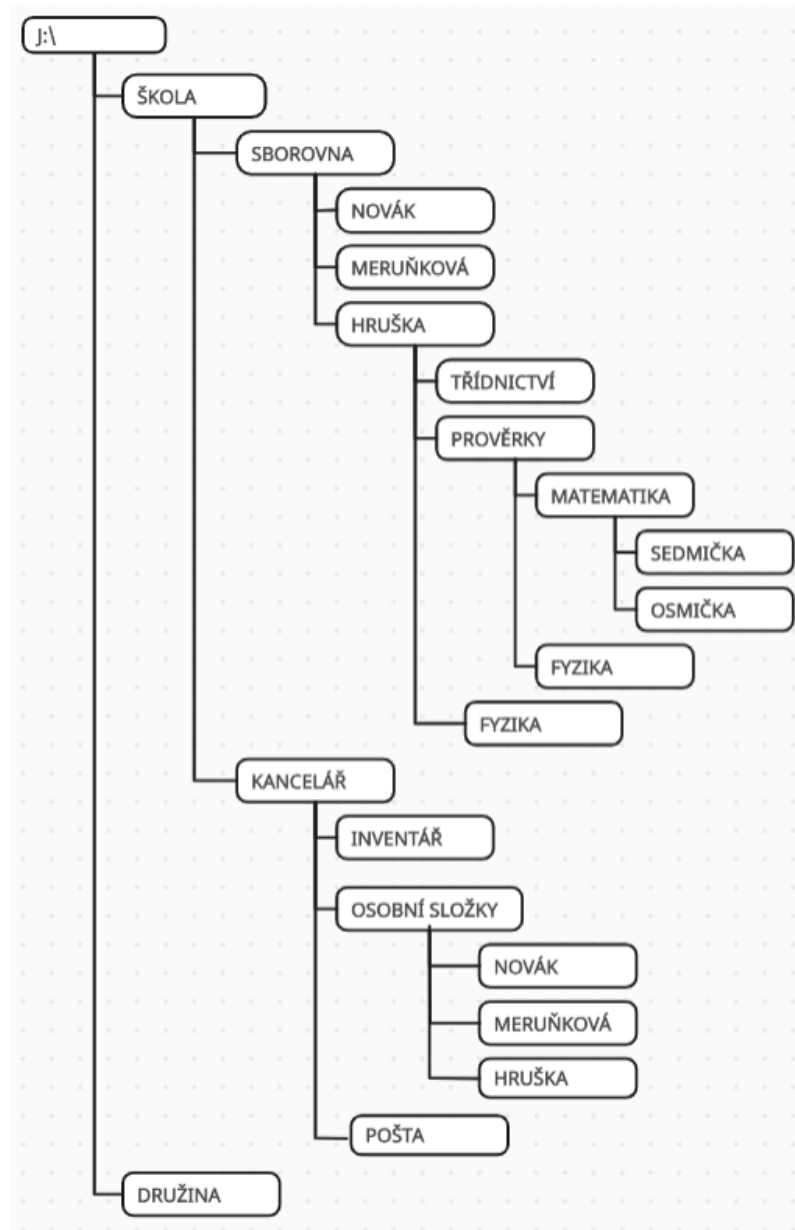 J:\
ŠKOLA
SBOROVNA
NOVÁK
MERUŇKOVÁ
HRUŠKA
TŘÍDNICTVÍ
PROVĚRKY
MATEMATIKA
SEDMIČKA
OSMIČKA
FYZIKA
FYZIKA
KANCELÁŘ
INVENTÁŘ
OSOBNÍ SLOŽKY
NOVÁK
MERUŇKOVÁ
HRUŠKA
POŠTA
DRUŽINA